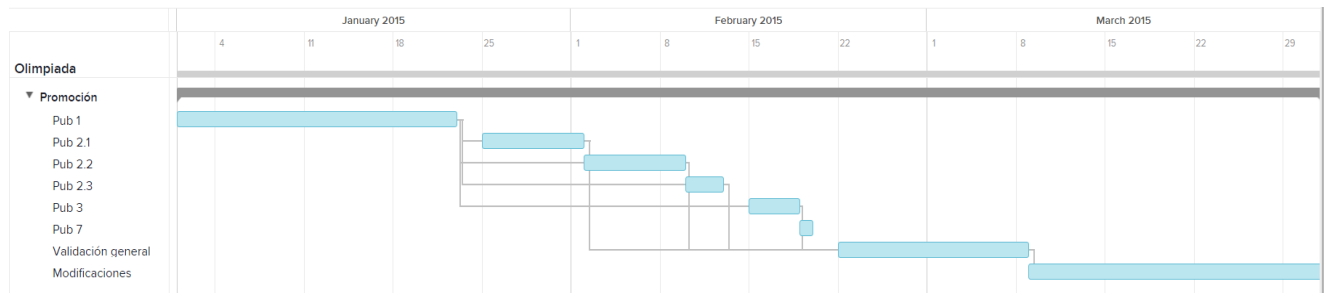 January 2015 February 2015 March 2015
4 11 18 25 1 8 15 22 1 8 15 22 29
Olimpiada
Promoción
Pub 1
Pub 2.1
Pub 2.2
Pub 2.3
Pub 3
Pub 7
Validación general
Modificaciones